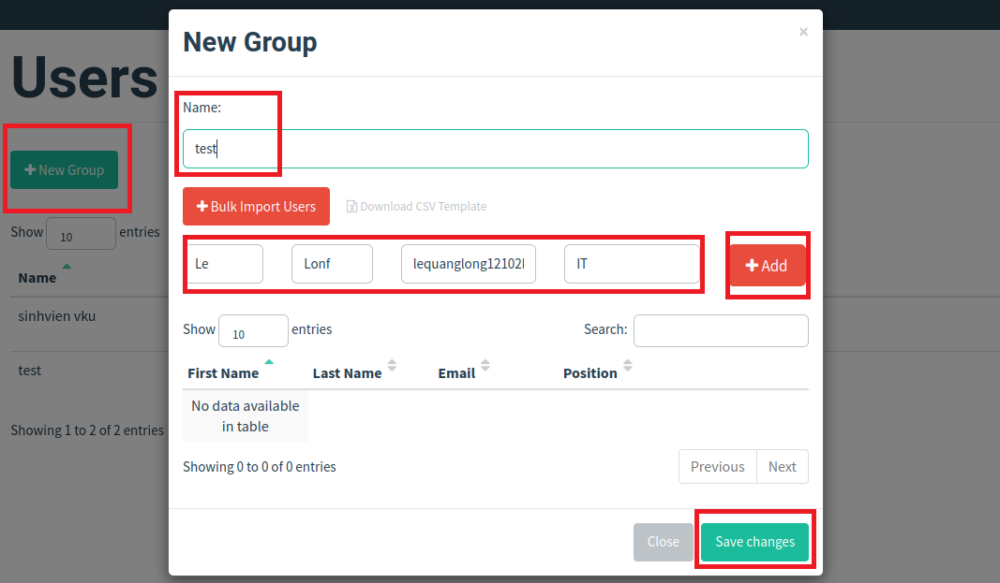 New Group
×
Users
Name:
test
New Group
Bulk Import Users
Download CSV Template
Show 10 entries
Le
Lonf
lequanglong12102
IT
Add
Name
Show 10 entries
Search:
sinhvien vku
First Name
Last Name
Email
Position
test
No data available
in table
Showing 1 to 2 of 2 entries
Showing 0 to 0 of 0 entries
Previous
Next
Close
Save changes